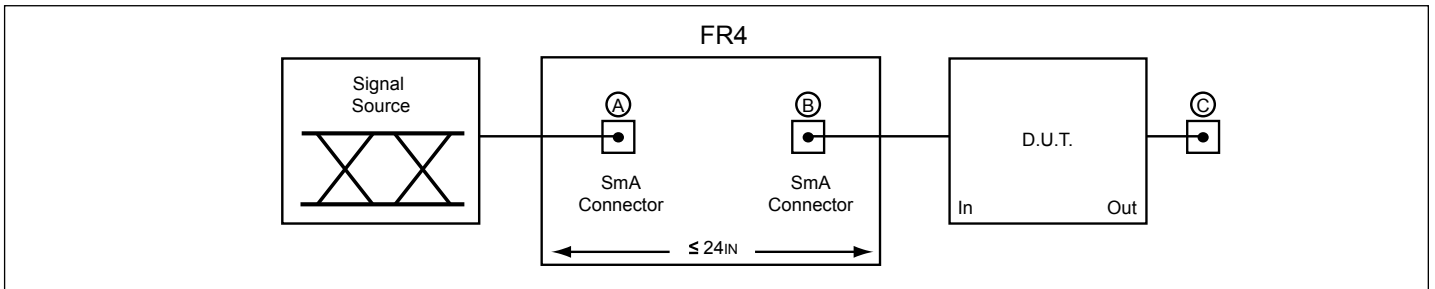 FR4
Signal
Source
A
B
C
SmA
Connector
SmA
Connector
D.U.T.
In
Out
≤ 24IN